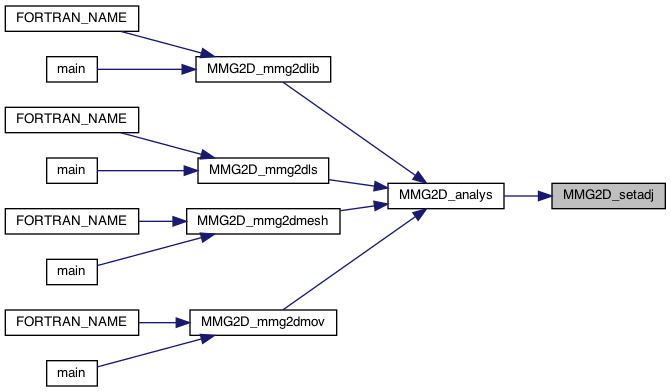 FORTRAN_NAME
main
MMG2D_mmg2dlib
FORTRAN_NAME
main
MMG2D_mmg2dls
MMG2D_analys
MMG2D_setadj
FORTRAN_NAME
MMG2D_mmg2dmesh
main
FORTRAN_NAME
MMG2D_mmg2dmov
main